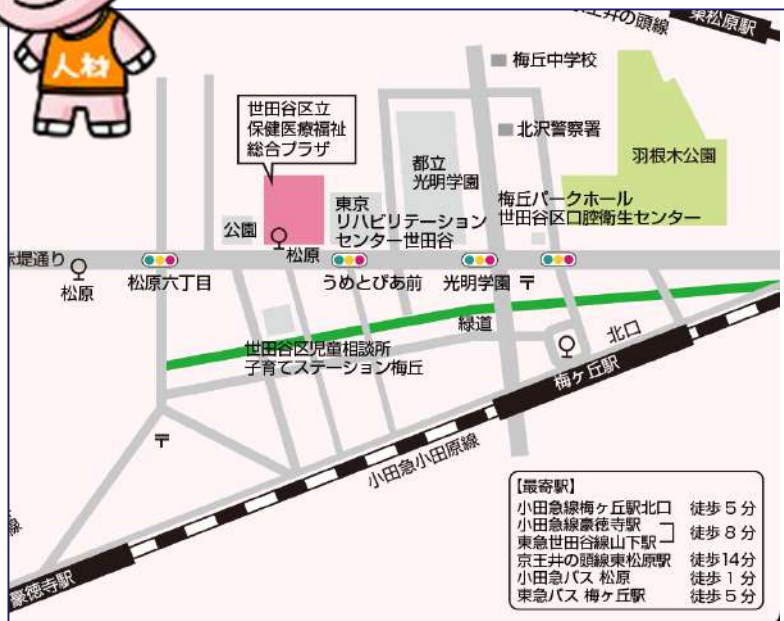 京王井の頭線
東松原駅
人材
梅丘中学校
世田谷区立
保健医療福祉
総合プラザ
北沢警察署
都立
光明学園
羽根木公園
東京
リハビリテーション
センター世田谷
梅丘パークホール
世田谷区口腔衛生センター
公園
松原
赤堤通り
松原
松原六丁目
うめとぴあ前
光明学園
〒
緑道
北口
世田谷区児童相談所
子育てステーション梅丘
梅ヶ丘駅
〒
小田急小田原線
線
豪徳寺駅
【最寄駅】
小田急線梅ヶ丘駅北口 徒歩5分
小田急線豪徳寺駅
東急世田谷線山下駅 徒歩8分
京王井の頭線東松原駅 徒歩14分
小田急バス 松原 徒歩1分
東急バス 梅ヶ丘駅 徒歩5分